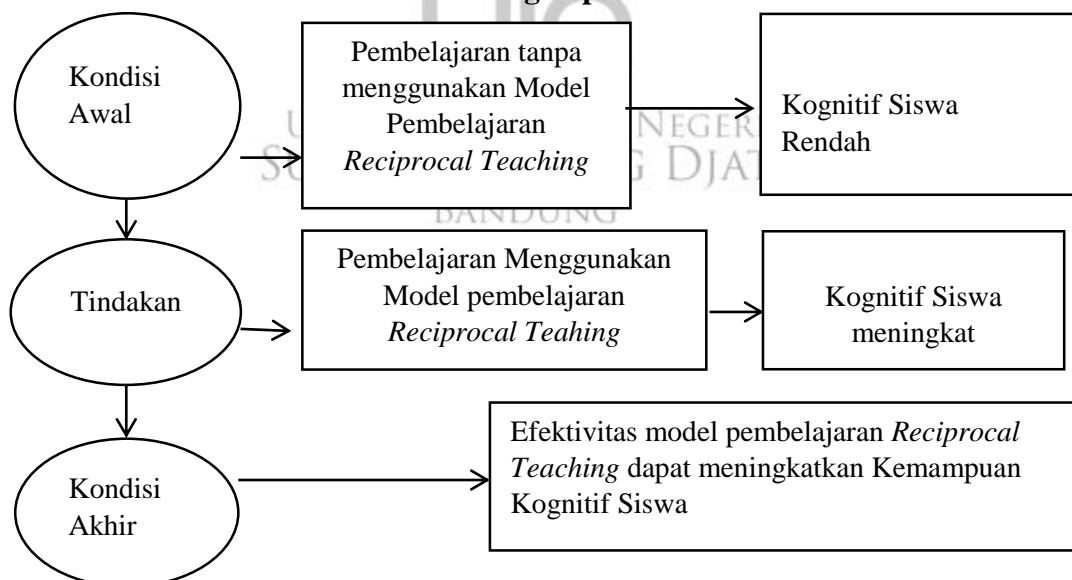 Kondisi
Awal
Pembelajaran tanpa
menggunakan Model
Pembelajaran
Reciprocal Teaching
Kognitif Siswa
Rendah
BANDUNG
Tindakan
Pembelajaran Menggunakan
Model pembelajaran
Reciprocal Teahing
Kognitif Siswa
meningkat
Kondisi
Akhir
Efektivitas model pembelajaran Reciprocal
Teaching dapat meningkatkan Kemampuan
Kognitif Siswa